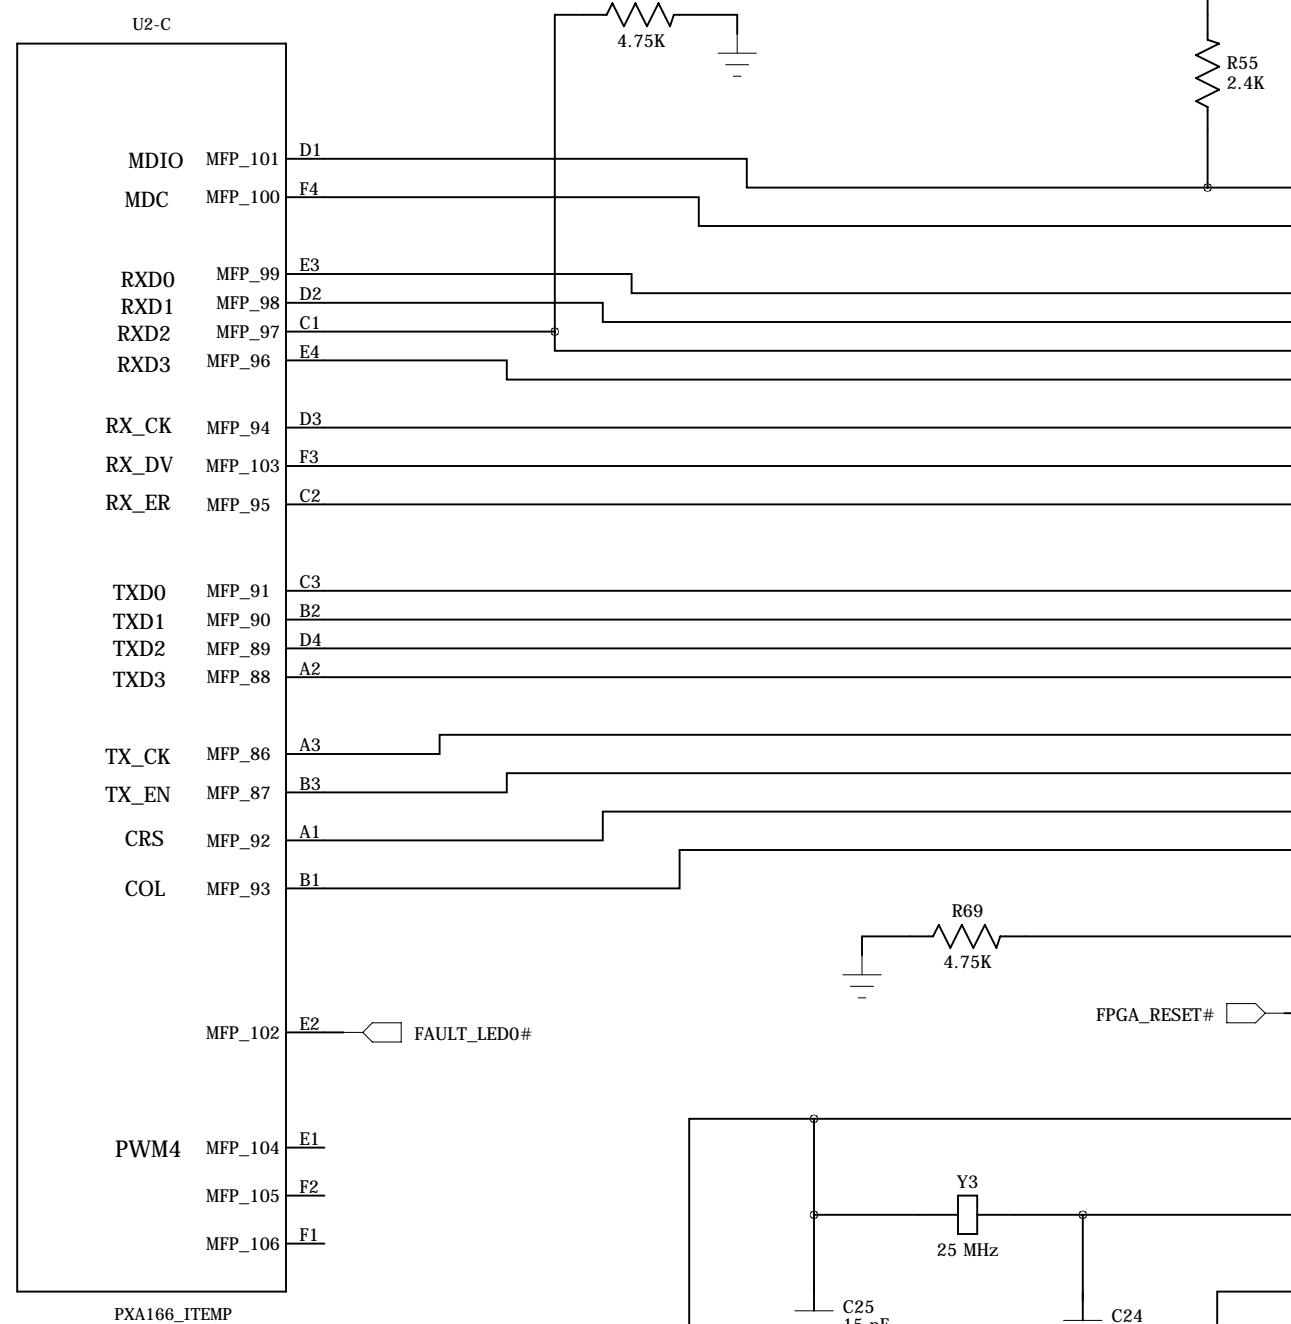 U2-C
4.75K
R55
2.4K
MDIO MFP_101 D1
MDC MFP_100 F4
RXD0 MFP_99 E3
RXD1 MFP_98 D2
RXD2 MFP_97 C1
RXD3 MFP_96 E4
RX_CK MFP_94 D3
RX_DV MFP_103 F3
RX_ER MFP_95 C2
TXD0 MFP_91 C3
TXD1 MFP_90 B2
TXD2 MFP_89 D4
TXD3 MFP_88 A2
TX_CK MFP_86 A3
TX_EN MFP_87 B3
CRS MFP_92 A1
COL MFP_93 B1
R69
4.75K
FPGA_RESET#
MFP_102 E2 FAULT_LED0#
PWM4 MFP_104 E1
MFP_105 F2
MFP_106 F1
Y3
25 MHz
C25
15 pF
C24
PXA166_ITEMP